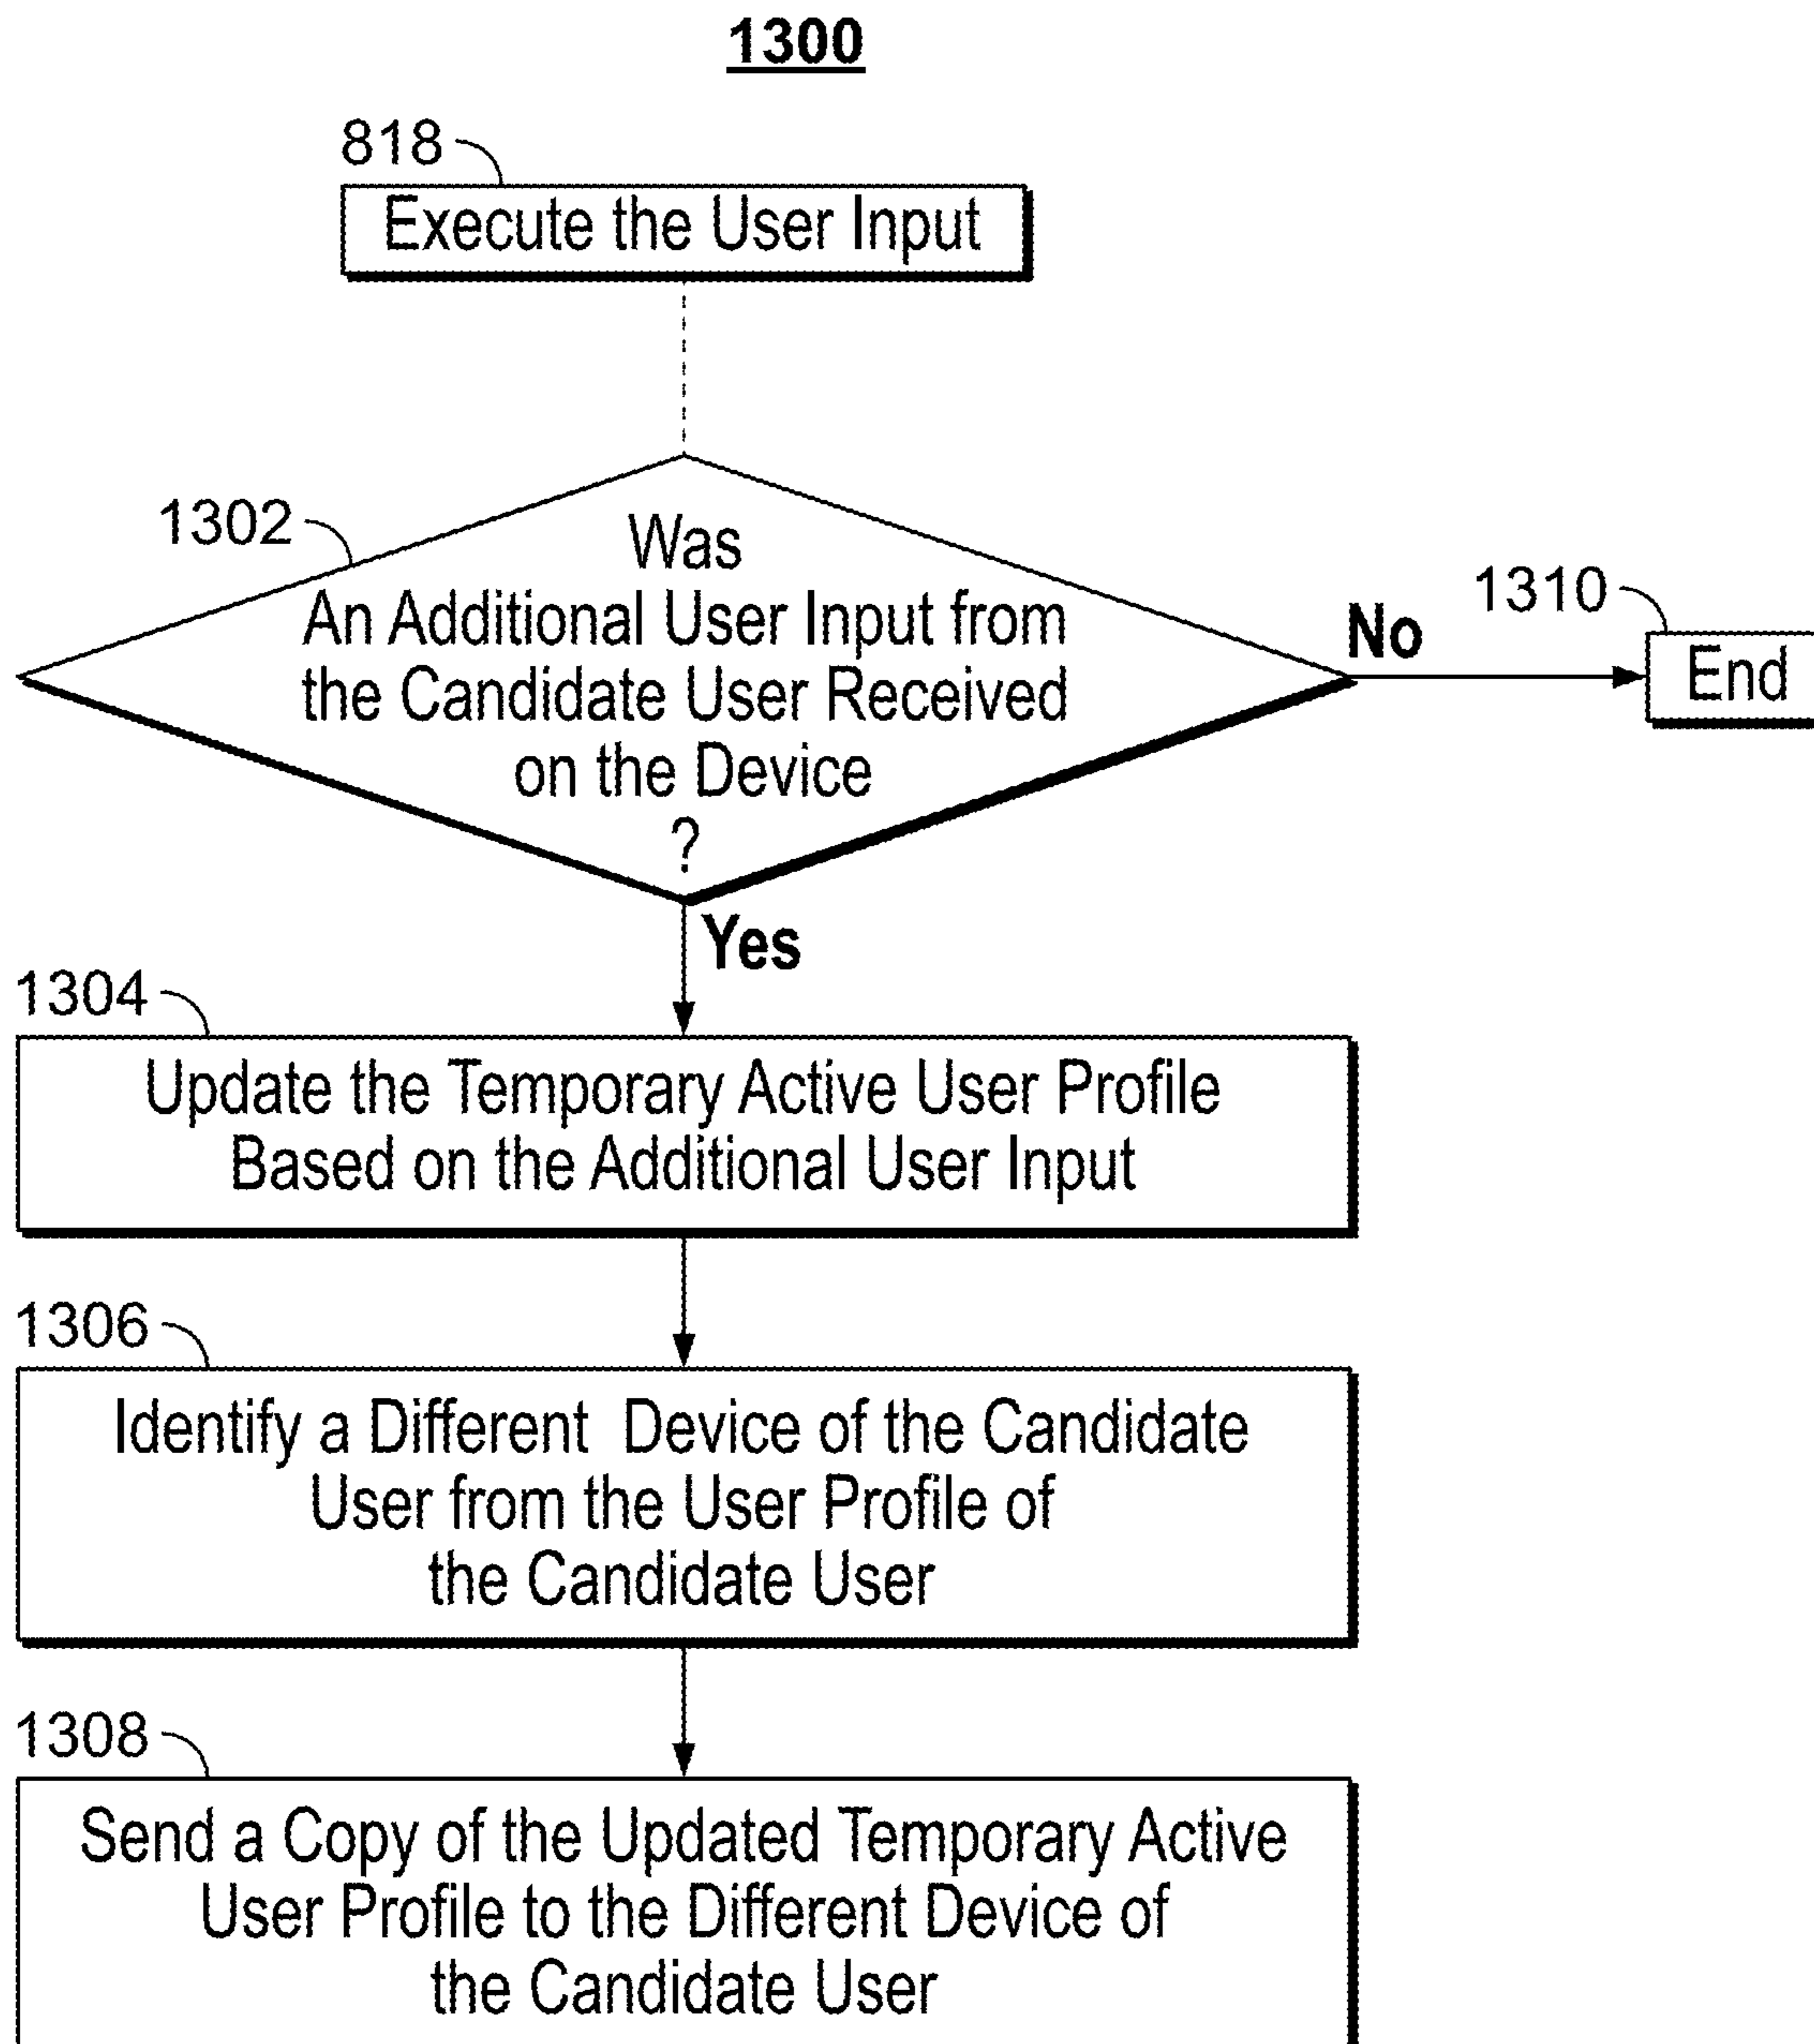 1300
818
Execute the User Input
1302
Was
An Additional User Input from
the Candidate User Received
on the Device
?
No
1310
End
Yes
1304
Update the Temporary Active User Profile
Based on the Additional User Input
1306
Identify a Different Device of the Candidate
User from the User Profile of
the Candidate User
1308
Send a Copy of the Updated Temporary Active
User Profile to the Different Device of
the Candidate User